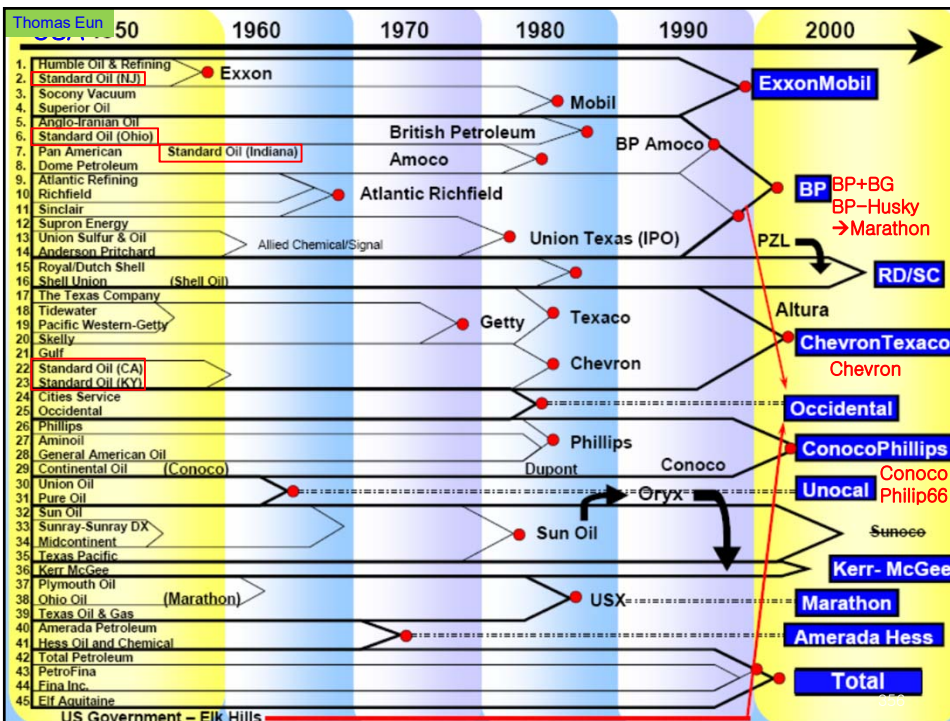 Thomas Eun
1950 1960 1970 1980 1990 2000
1. Humble Oil & Refining
2. Standard Oil (NJ)
Exxon
3. Socony Vacuum
4. Superior Oil
Mobil
ExxonMobil
5. Anglo-Iranian Oil
6. Standard Oil (Ohio)
British Petroleum
7. Pan American
Standard Oil (Indiana)
8. Dome Petroleum
Amoco
BP Amoco
9. Atlantic Refining
10 Richfield
11 Sinclair
Atlantic Richfield
BP
BP+BG
BP-Husky
→Marathon
12 Supron Energy
13 Union Sulfur & Oil
14 Anderson Pritchard
Allied Chemical/Signal
Union Texas (IPO)
PZL
15 Royal/Dutch Shell
16 Shell Union (Shell Oil)
RD/SC
17 The Texas Company
18 Tidewater
19 Pacific Western-Getty
20 Skelly
Getty
Texaco
Altura
21 Gulf
22 Standard Oil (CA)
23 Standard Oil (KY)
Chevron
ChevronTexaco
Chevron
24 Cities Service
25 Occidental
Occidental
26 Phillips
27 Aminoil
28 General American Oil
29 Continental Oil (Conoco)
Phillips
Dupont
Conoco
ConocoPhillips
Conoco
Philip66
30 Union Oil
31 Pure Oil
Unocal
32 Sun Oil
33 Sunray-Sunray DX
34 Midcontinent
35 Texas Pacific
Sun Oil
Oryx
Sunoco
36 Kerr McGee
Kerr- McGee
37 Plymouth Oil
38 Ohio Oil (Marathon)
39 Texas Oil & Gas
USX
Marathon
40 Amerada Petroleum
41 Hess Oil and Chemical
Amerada Hess
42 Total Petroleum
43 PetroFina
44 Fina Inc.
45 Elf Aquitaine
Total
US Government – Elk Hills